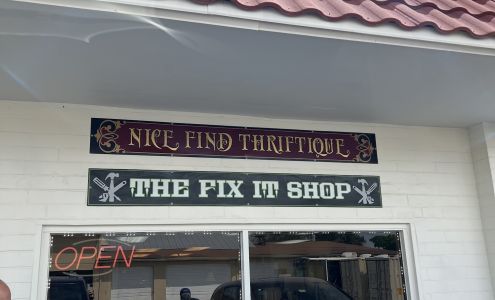 NICE FIND THRIFTIQUE
THE FIX IT SHOP
OPEN